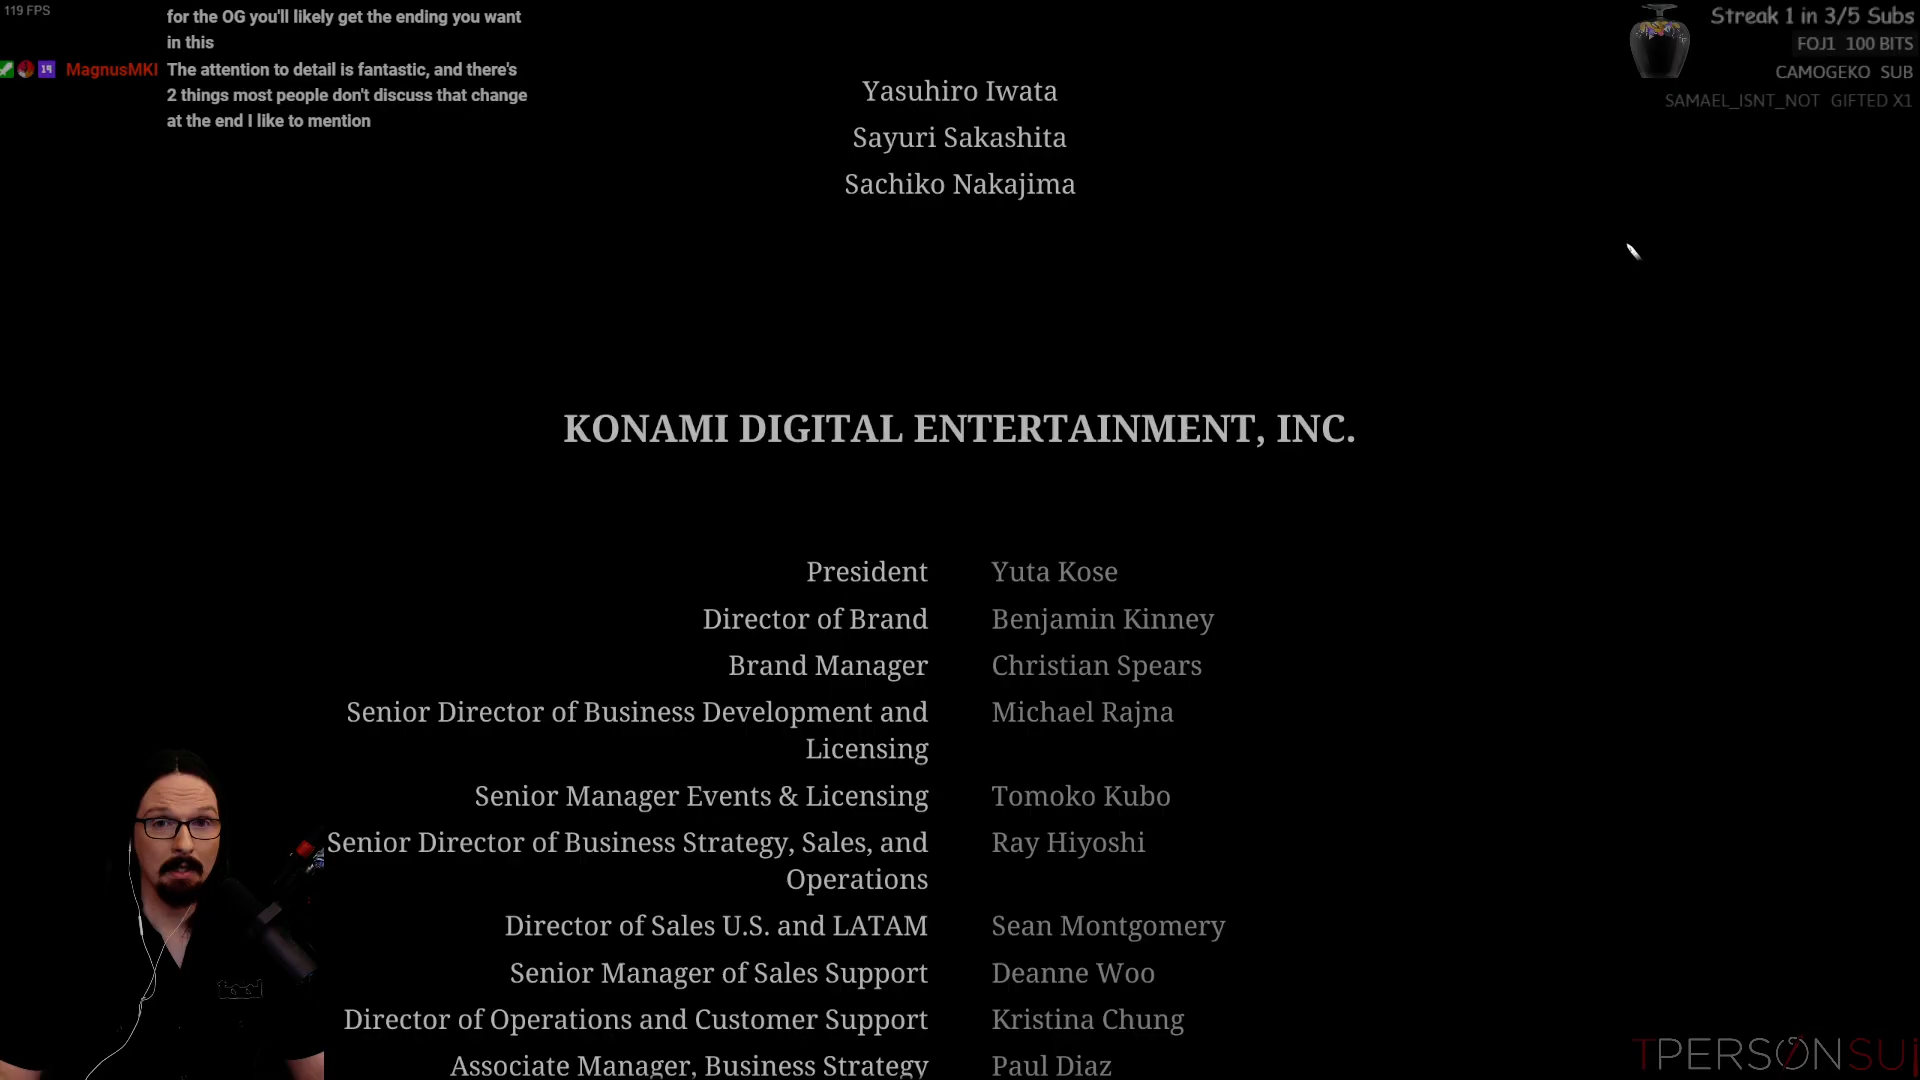 119 FPS
for the OG you'll likely get the ending you want
in this
19 MagnusMKI The attention to detail is fantastic, and there's
2 things most people don't discuss that change
at the end I like to mention
Streak 1 in 3/5 Subs
FOJ1 100 BITS
CAMOGEKO SUB
SAMAEL_ISNT_NOT GIFTED X1
Yasuhiro Iwata
Sayuri Sakashita
Sachiko Nakajima
KONAMI DIGITAL ENTERTAINMENT, INC.
President Yuta Kose
Director of Brand Benjamin Kinney
Brand Manager Christian Spears
Senior Director of Business Development and Michael Rajna
Licensing
Senior Manager Events & Licensing Tomoko Kubo
Senior Director of Business Strategy, Sales, and Ray Hiyoshi
Operations
Director of Sales U.S. and LATAM Sean Montgomery
Senior Manager of Sales Support Deanne Woo
Director of Operations and Customer Support Kristina Chung
Associate Manager, Business Strategy Paul Diaz
TPERSONSUJ